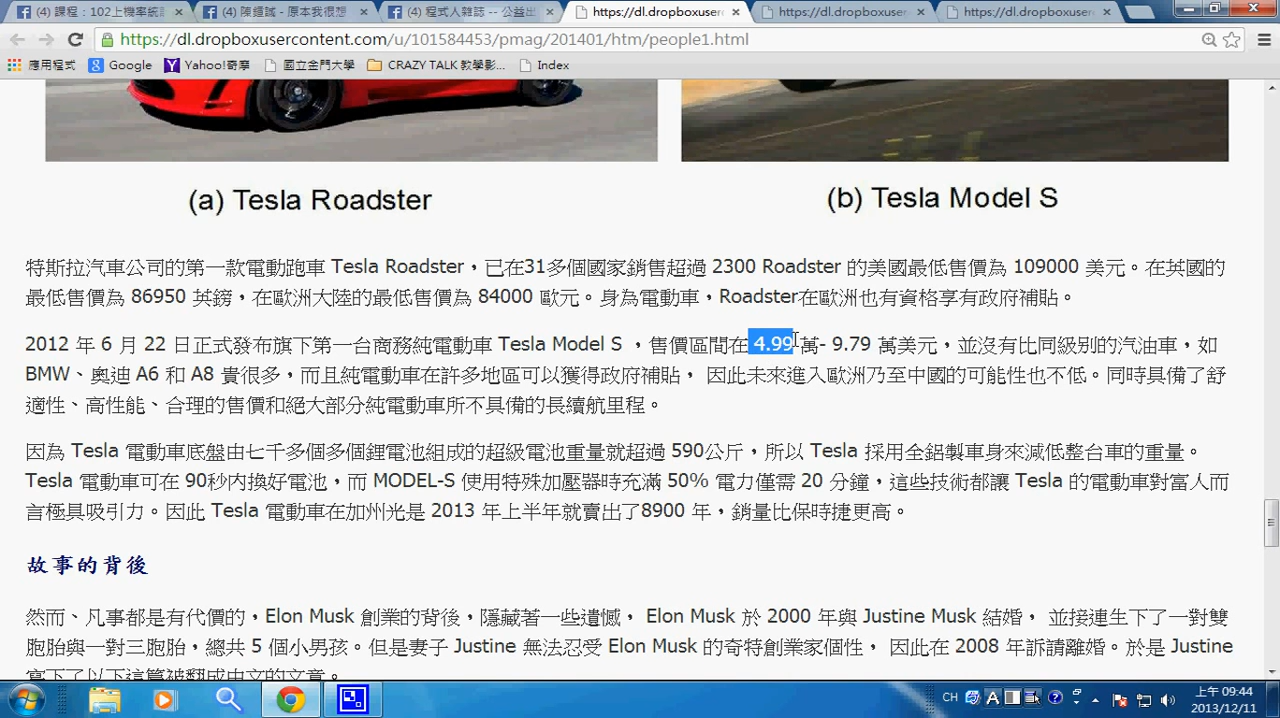 (4) 課程：102上機率統計
(4) 陳鍾誠 - 原本我很想
(4) 程式人雜誌 -- 公益出
https://dl.dropboxuser
https://dl.dropboxuser
https://dl.dropboxuser
https://dl.dropboxusercontent.com/u/101584453/pmag/201401/htm/people1.html
應用程式
Google
Yahoo!奇摩
國立金門大學
CRAZY TALK 教學影...
Index
(a) Tesla Roadster
(b) Tesla Model S
特斯拉汽車公司的第一款電動跑車 Tesla Roadster，已在31多個國家銷售超過 2300 Roadster 的美國最低售價為 109000 美元。在英國的
最低售價為 86950 英鎊，在歐洲大陸的最低售價為 84000 歐元。身為電動車，Roadster在歐洲也有資格享有政府補貼。
2012 年 6 月 22 日正式發布旗下第一台商務純電動車 Tesla Model S ，售價區間在 4.99 萬- 9.79 萬美元，並沒有比同級別的汽油車，如
BMW、奧迪 A6 和 A8 貴很多，而且純電動車在許多地區可以獲得政府補貼， 因此未來進入歐洲乃至中國的可能性也不低。同時具備了舒
適性、高性能、合理的售價和絕大部分純電動車所不具備的長續航里程。
因為 Tesla 電動車底盤由七千多個多個鋰電池組成的超級電池重量就超過 590公斤，所以 Tesla 採用全鋁製車身來減低整台車的重量。
Tesla 電動車可在 90秒內換好電池，而 MODEL-S 使用特殊加壓器時充滿 50% 電力僅需 20 分鐘，這些技術都讓 Tesla 的電動車對富人而
言極具吸引力。因此 Tesla 電動車在加州光是 2013 年上半年就賣出了8900 年，銷量比保時捷更高。
故事的背後
然而、凡事都是有代價的，Elon Musk 創業的背後，隱藏著一些遺憾， Elon Musk 於 2000 年與 Justine Musk 結婚， 並接連生下了一對雙
胞胎與一對三胞胎，總共 5 個小男孩。但是妻子 Justine 無法忍受 Elon Musk 的奇特創業家個性， 因此在 2008 年訴請離婚。於是 Justine
寫下了以下這篇被翻成中文的文章。
CH
上午 09:44
2013/12/11